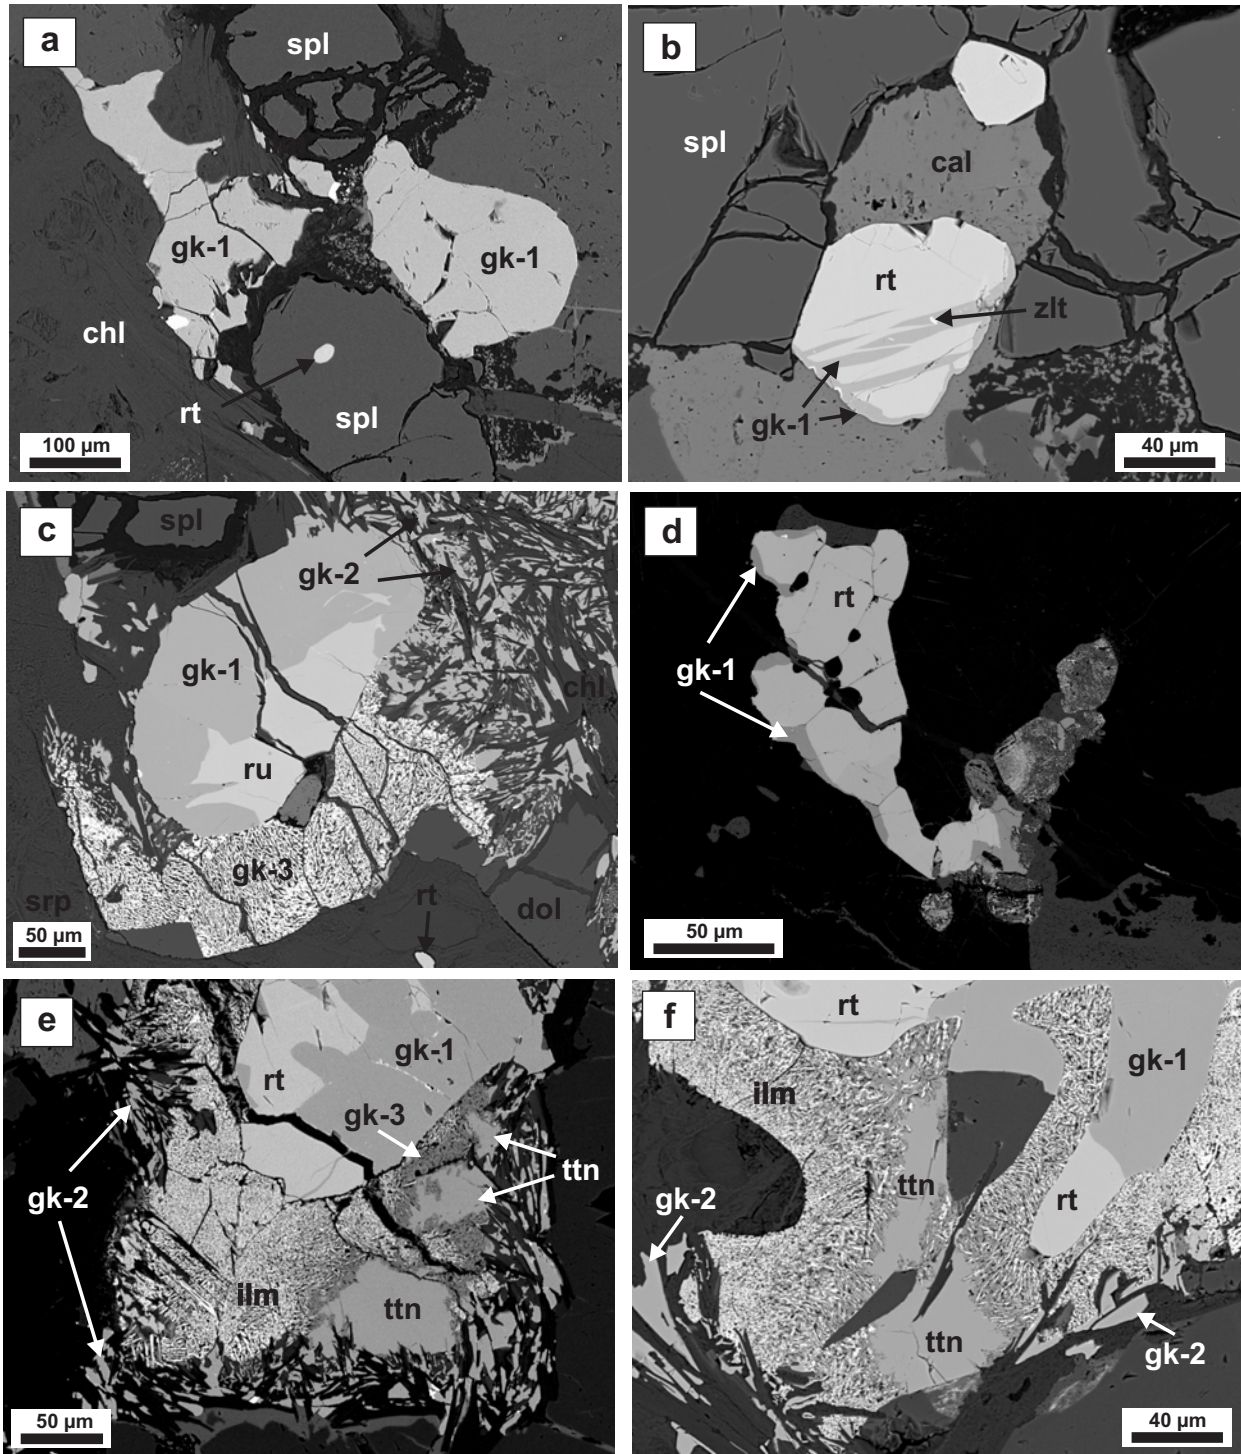 a
spl
gk-1
gk-1
chl
rt
spl
100 µm
b
spl
cal
rt
zlt
gk-1
40 µm
c
spl
gk-2
gk-1
chl
ru
gk-3
srp
rt
dol
50 µm
d
rt
gk-1
50 µm
e
gk-1
rt
gk-3
ttn
gk-2
ilm
ttn
50 µm
f
rt
gk-1
ilm
ttn
gk-2
rt
ttn
gk-2
40 µm